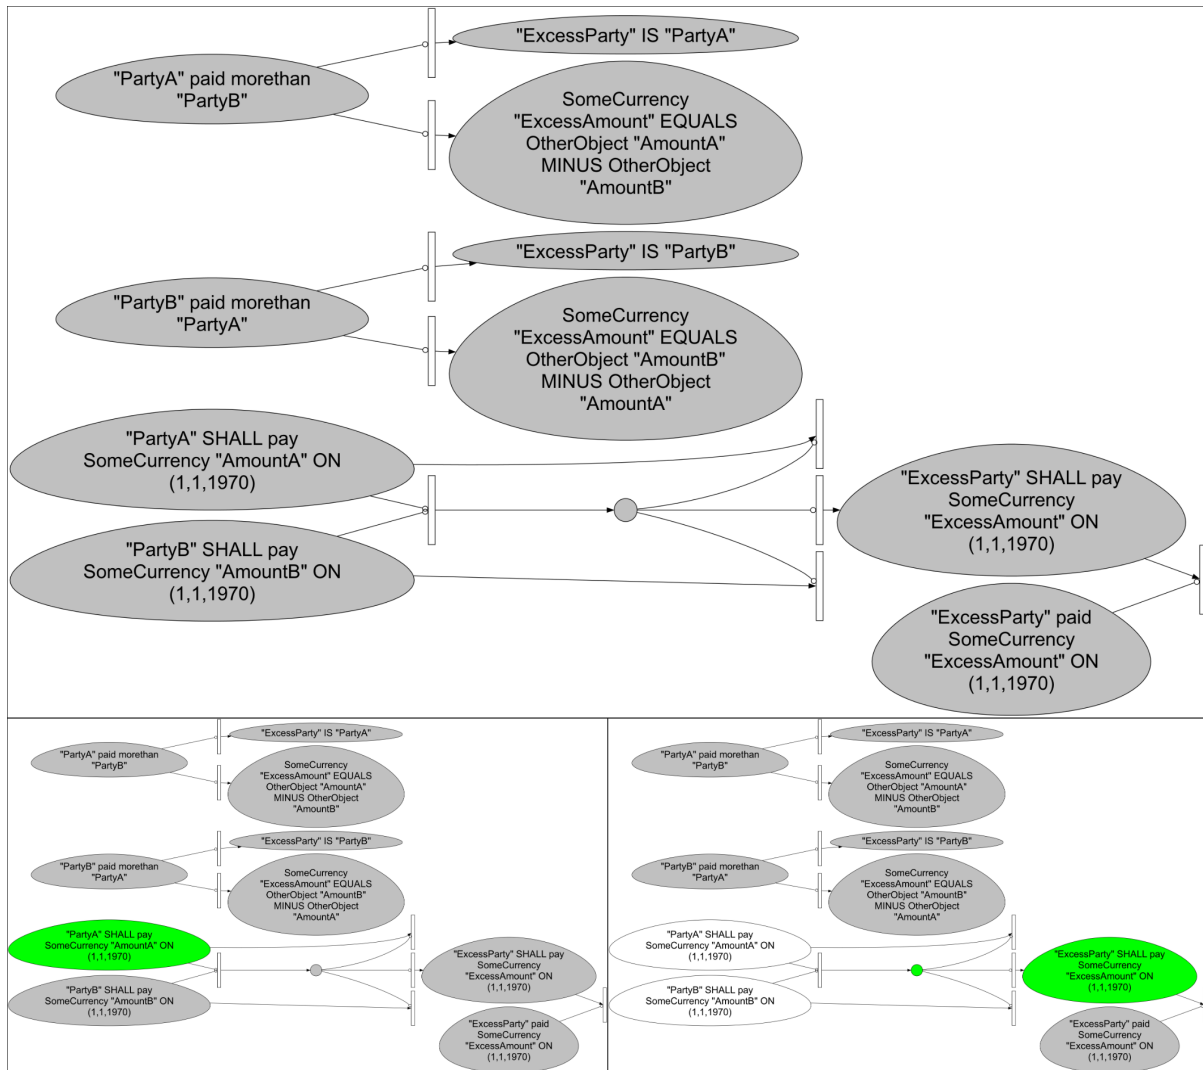 "ExcessParty" IS "PartyA"
"PartyA" paid morethan
"PartyB"
SomeCurrency
"ExcessAmount" EQUALS
OtherObject "AmountA"
MINUS OtherObject
"AmountB"
"ExcessParty" IS "PartyB"
"PartyB" paid morethan
"PartyA"
SomeCurrency
"ExcessAmount" EQUALS
OtherObject "AmountB"
MINUS OtherObject
"AmountA"
"PartyA" SHALL pay
SomeCurrency "AmountA" ON
(1,1,1970)
"PartyB" SHALL pay
SomeCurrency "AmountB" ON
(1,1,1970)
"ExcessParty" SHALL pay
SomeCurrency
"ExcessAmount" ON
(1,1,1970)
"ExcessParty" paid
SomeCurrency
"ExcessAmount" ON
(1,1,1970)
"ExcessParty" IS "PartyA"
"PartyA" paid morethan
"PartyB"
SomeCurrency
"ExcessAmount" EQUALS
OtherObject "AmountA"
MINUS OtherObject
"AmountB"
"ExcessParty" IS "PartyB"
"PartyB" paid morethan
"PartyA"
SomeCurrency
"ExcessAmount" EQUALS
OtherObject "AmountB"
MINUS OtherObject
"AmountA"
"PartyA" SHALL pay
SomeCurrency "AmountA" ON
(1,1,1970)
"PartyB" SHALL pay
SomeCurrency "AmountB" ON
(1,1,1970)
"ExcessParty" SHALL pay
SomeCurrency
"ExcessAmount" ON
(1,1,1970)
"ExcessParty" paid
SomeCurrency
"ExcessAmount" ON
(1,1,1970)
"ExcessParty" IS "PartyA"
"PartyA" paid morethan
"PartyB"
SomeCurrency
"ExcessAmount" EQUALS
OtherObject "AmountA"
MINUS OtherObject
"AmountB"
"ExcessParty" IS "PartyB"
"PartyB" paid morethan
"PartyA"
SomeCurrency
"ExcessAmount" EQUALS
OtherObject "AmountB"
MINUS OtherObject
"AmountA"
"PartyA" SHALL pay
SomeCurrency "AmountA" ON
(1,1,1970)
"PartyB" SHALL pay
SomeCurrency "AmountB" ON
(1,1,1970)
"ExcessParty" SHALL pay
SomeCurrency
"ExcessAmount" ON
(1,1,1970)
"ExcessParty" paid
SomeCurrency
"ExcessAmount" ON
(1,1,1970)